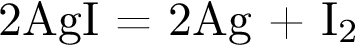 2AgI = 2Ag + I₂